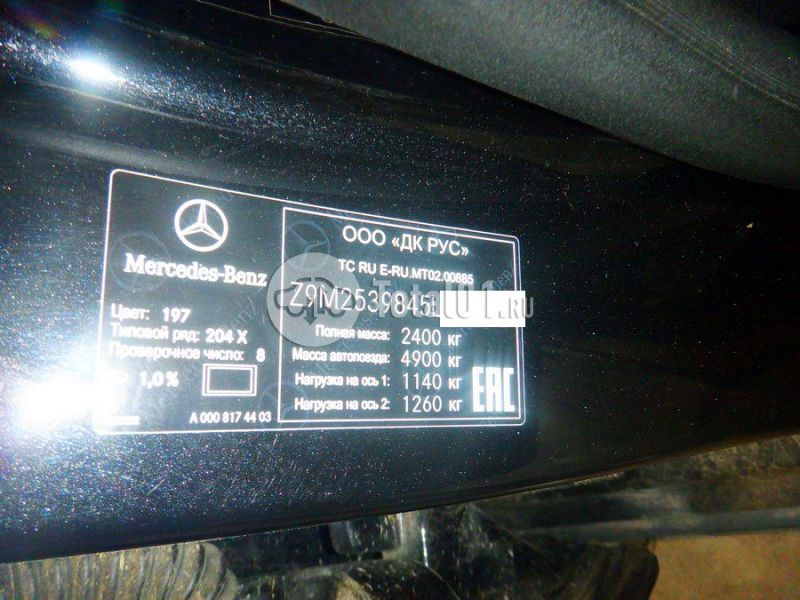 Mercedes-Benz
Цвет: 197
Типовой ряд: 204 X
Проверочное число: 8
1,0 %
A 000 817 44 03
ООО «ДК РУС»
TC RU E-RU.MT02.00885
Z9M2539845
Полная масса: 2400 кг
Масса автопоезда: 4900 кг
Нагрузка на ось 1: 1140 кг
Нагрузка на ось 2: 1260 кг
EAC
Total01.RU